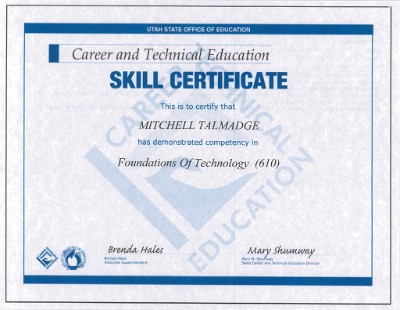 UTAH STATE OFFICE OF EDUCATION
Career and Technical Education
SKILL CERTIFICATE
This is to certify that
MITCHELL TALMADGE
has demonstrated competency in
Foundations Of Technology (610)
CAREER & TECHNICAL
EDUCATION
Brenda Hales
Mary Shumway
Brenda Hales
Associate Superintendent
Mary M. Shumway
State Career and Technical Education Director